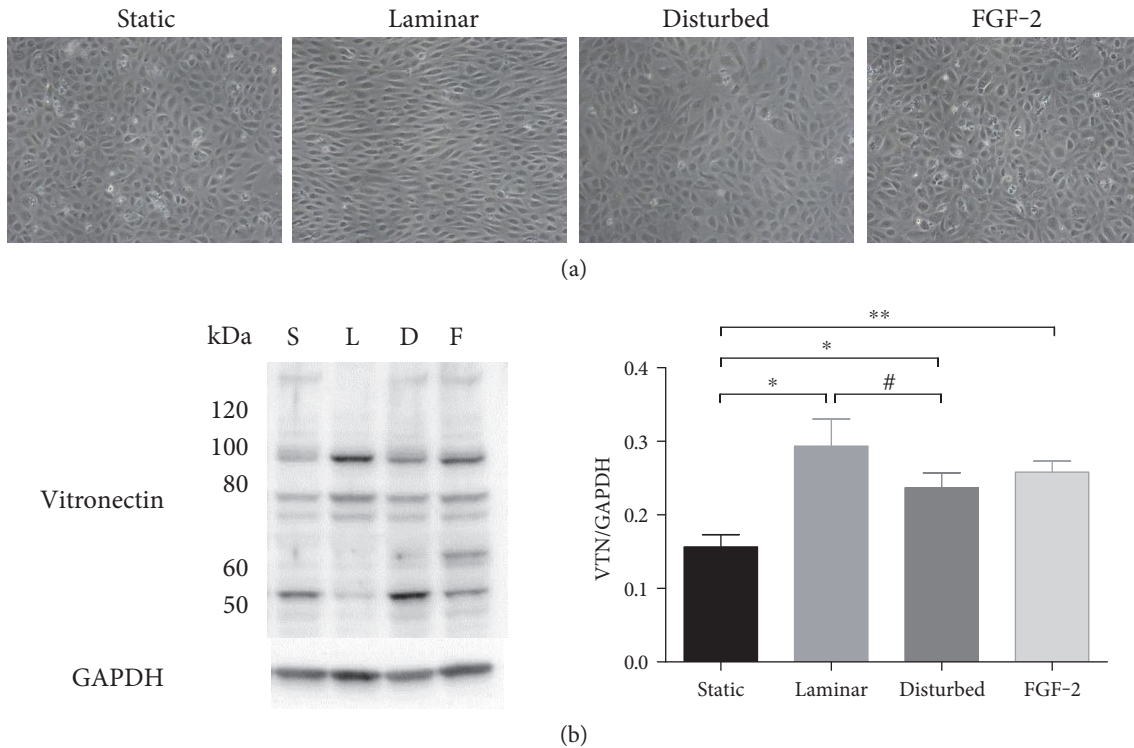 Static Laminar Disturbed FGF-2
(a)
kDa S L D F
120
100
80
Vitronectin
60
50
GAPDH
**
*
* #
0.4
0.3
0.2
0.1
0.0
VTN/GAPDH
Static Laminar Disturbed FGF-2
(b)